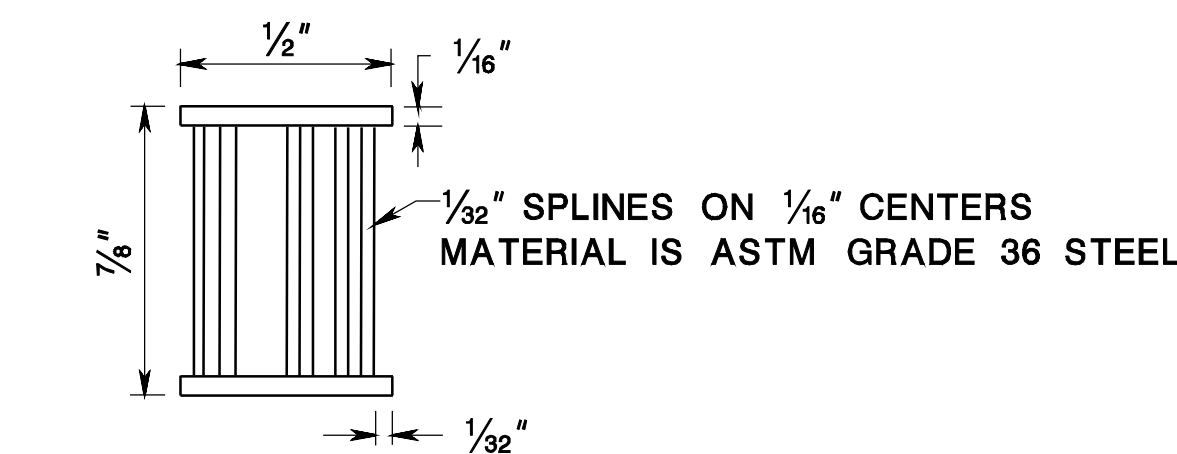 1/2"
1/16"
1/32" SPLINES ON 1/16" CENTERS
MATERIAL IS ASTM GRADE 36 STEEL
7/8"
1/32"